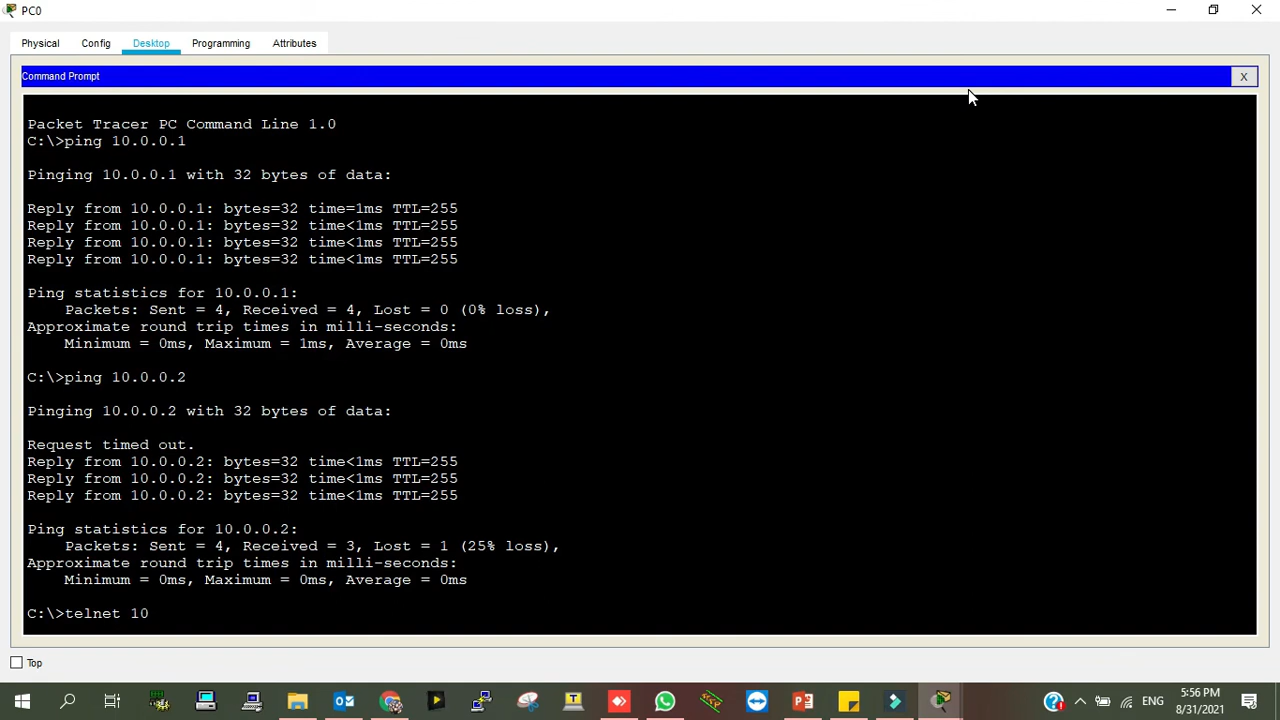 PC0
Physical Config Desktop Programming Attributes
Command Prompt
X
Packet Tracer PC Command Line 1.0
C:\>ping 10.0.0.1
Pinging 10.0.0.1 with 32 bytes of data:
Reply from 10.0.0.1: bytes=32 time=1ms TTL=255
Reply from 10.0.0.1: bytes=32 time<1ms TTL=255
Reply from 10.0.0.1: bytes=32 time<1ms TTL=255
Reply from 10.0.0.1: bytes=32 time<1ms TTL=255
Ping statistics for 10.0.0.1:
Packets: Sent = 4, Received = 4, Lost = 0 (0% loss),
Approximate round trip times in milli-seconds:
Minimum = 0ms, Maximum = 1ms, Average = 0ms
C:\>ping 10.0.0.2
Pinging 10.0.0.2 with 32 bytes of data:
Request timed out.
Reply from 10.0.0.2: bytes=32 time<1ms TTL=255
Reply from 10.0.0.2: bytes=32 time<1ms TTL=255
Reply from 10.0.0.2: bytes=32 time<1ms TTL=255
Ping statistics for 10.0.0.2:
Packets: Sent = 4, Received = 3, Lost = 1 (25% loss),
Approximate round trip times in milli-seconds:
Minimum = 0ms, Maximum = 0ms, Average = 0ms
C:\>telnet 10
Top
ENG
5:56 PM
8/31/2021